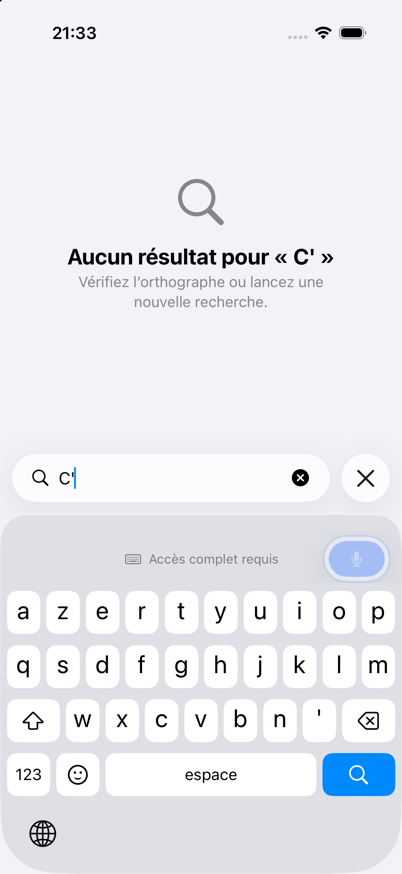 21:33
Aucun résultat pour « C' »
Vérifiez l’orthographe ou lancez une
nouvelle recherche.
C'
Accès complet requis
a z e r t y u i o p
q s d f g h j k l m
w x c v b n '
123 espace